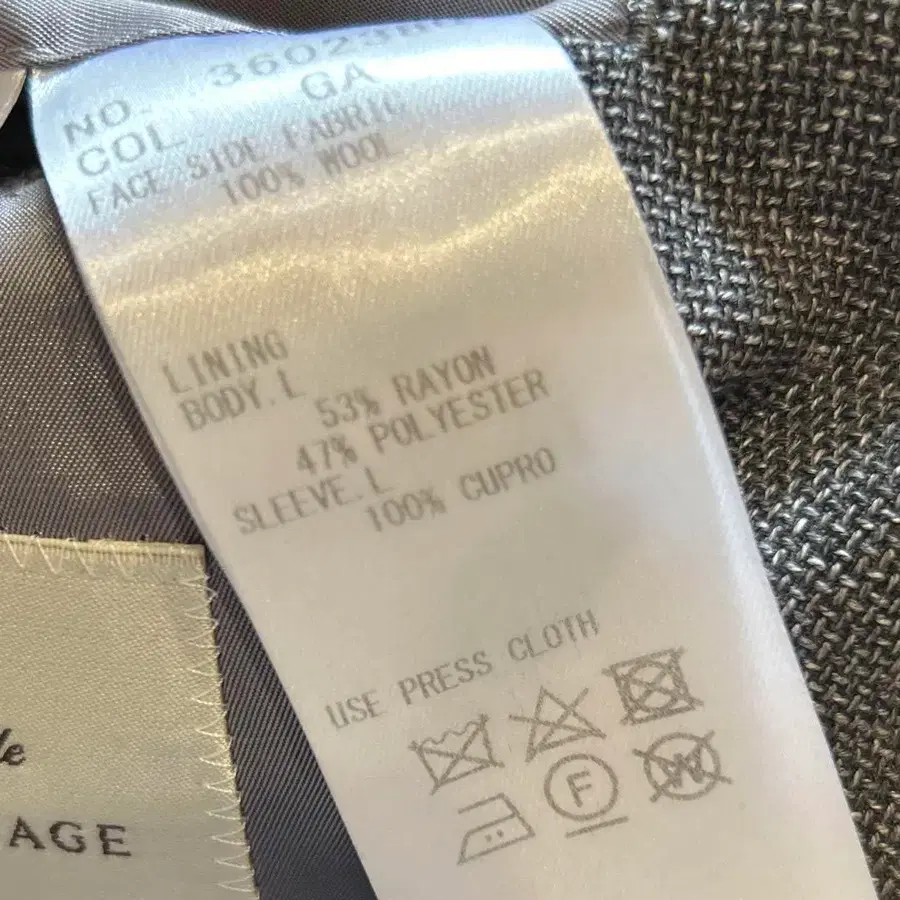 NO. 36023
COL. GA
FACE SIDE FABRIC
100% WOOL
LINING
BODY.L
53% RAYON
47% POLYESTER
SLEEVE.L
100% CUPRO
USE PRESS CLOTH
F
W
AGE